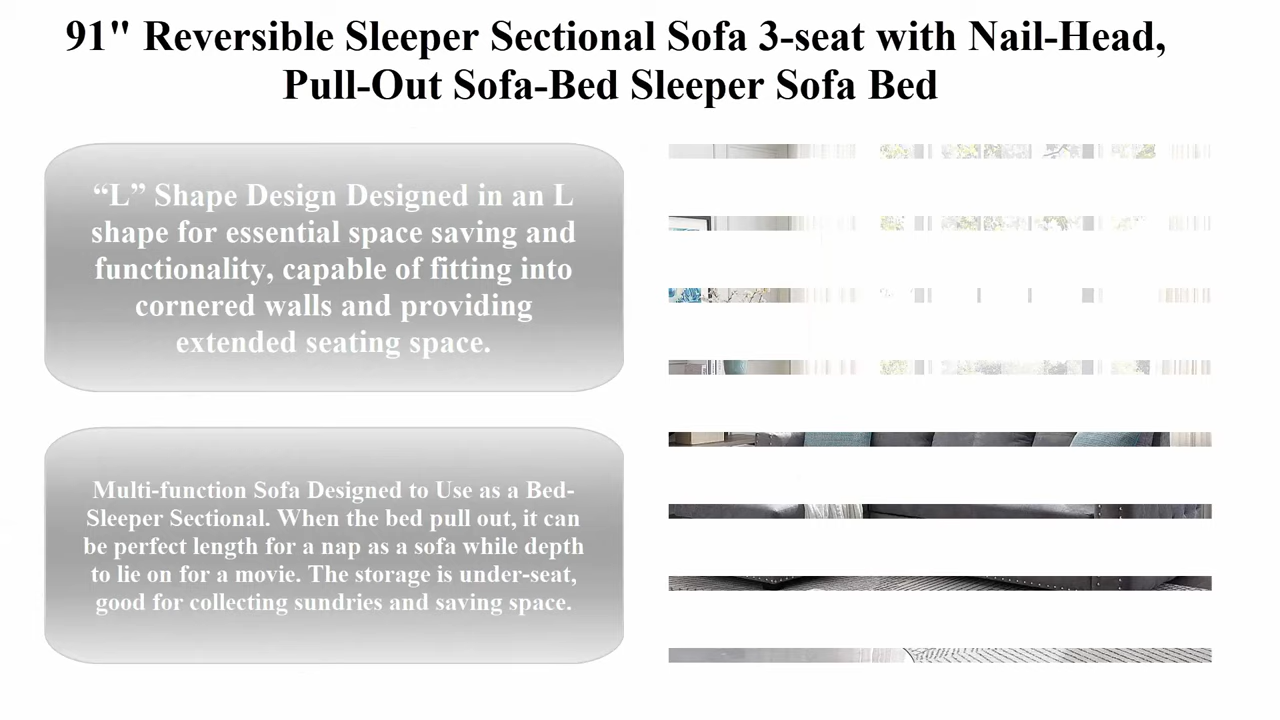 91" Reversible Sleeper Sectional Sofa 3-seat with Nail-Head,
Pull-Out Sofa-Bed Sleeper Sofa Bed
“L” Shape Design Designed in an L
shape for essential space saving and
functionality, capable of fitting into
cornered walls and providing
extended seating space.
Multi-function Sofa Designed to Use as a Bed-
Sleeper Sectional. When the bed pull out, it can
be perfect length for a nap as a sofa while depth
to lie on for a movie. The storage is under-seat,
good for collecting sundries and saving space.